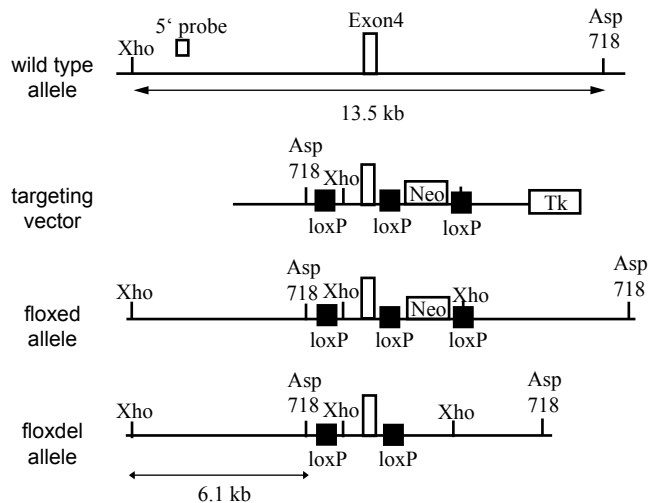 5‘ probe
Exon4
Asp
718
Xho
wild type
allele
13.5 kb
Asp
718
Xho
Neo
Tk
targeting
vector
loxP
loxP
loxP
Asp
718
Asp
718
Xho
Xho
Xho
Neo
floxed
allele
loxP
loxP
loxP
Asp
718
Asp
718
Xho
Xho
Xho
floxdel
allele
loxP
loxP
6.1 kb